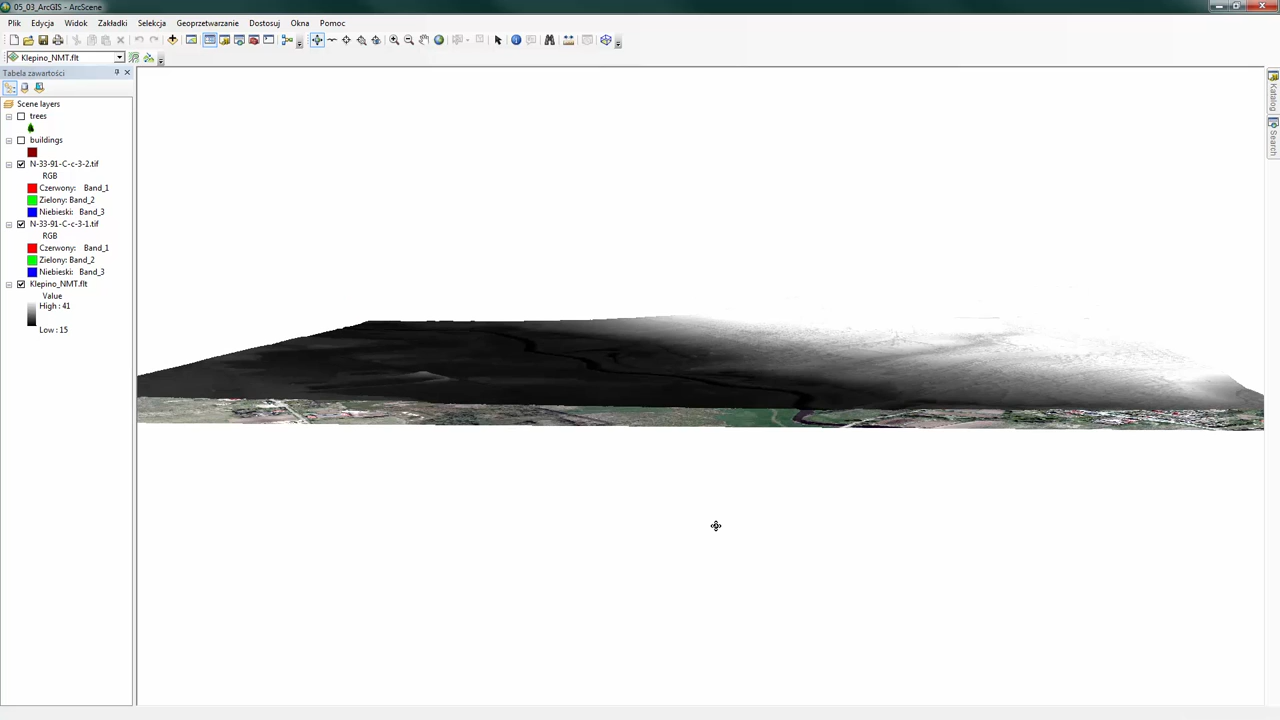 05_03_ArcGIS - ArcScene
Plik Edycja Widok Zakładki Selekcja Geoprzetwarzanie Dostosuj Okna Pomoc
Klepino_NMT.flt
Tabela zawartości
Scene layers
trees
buildings
N-33-91-C-c-3-2.tif
RGB
Czerwony: Band_1
Zielony: Band_2
Niebieski: Band_3
N-33-91-C-c-3-1.tif
RGB
Czerwony: Band_1
Zielony: Band_2
Niebieski: Band_3
Klepino_NMT.flt
Value
High : 41
Low : 15
Katalog
Search